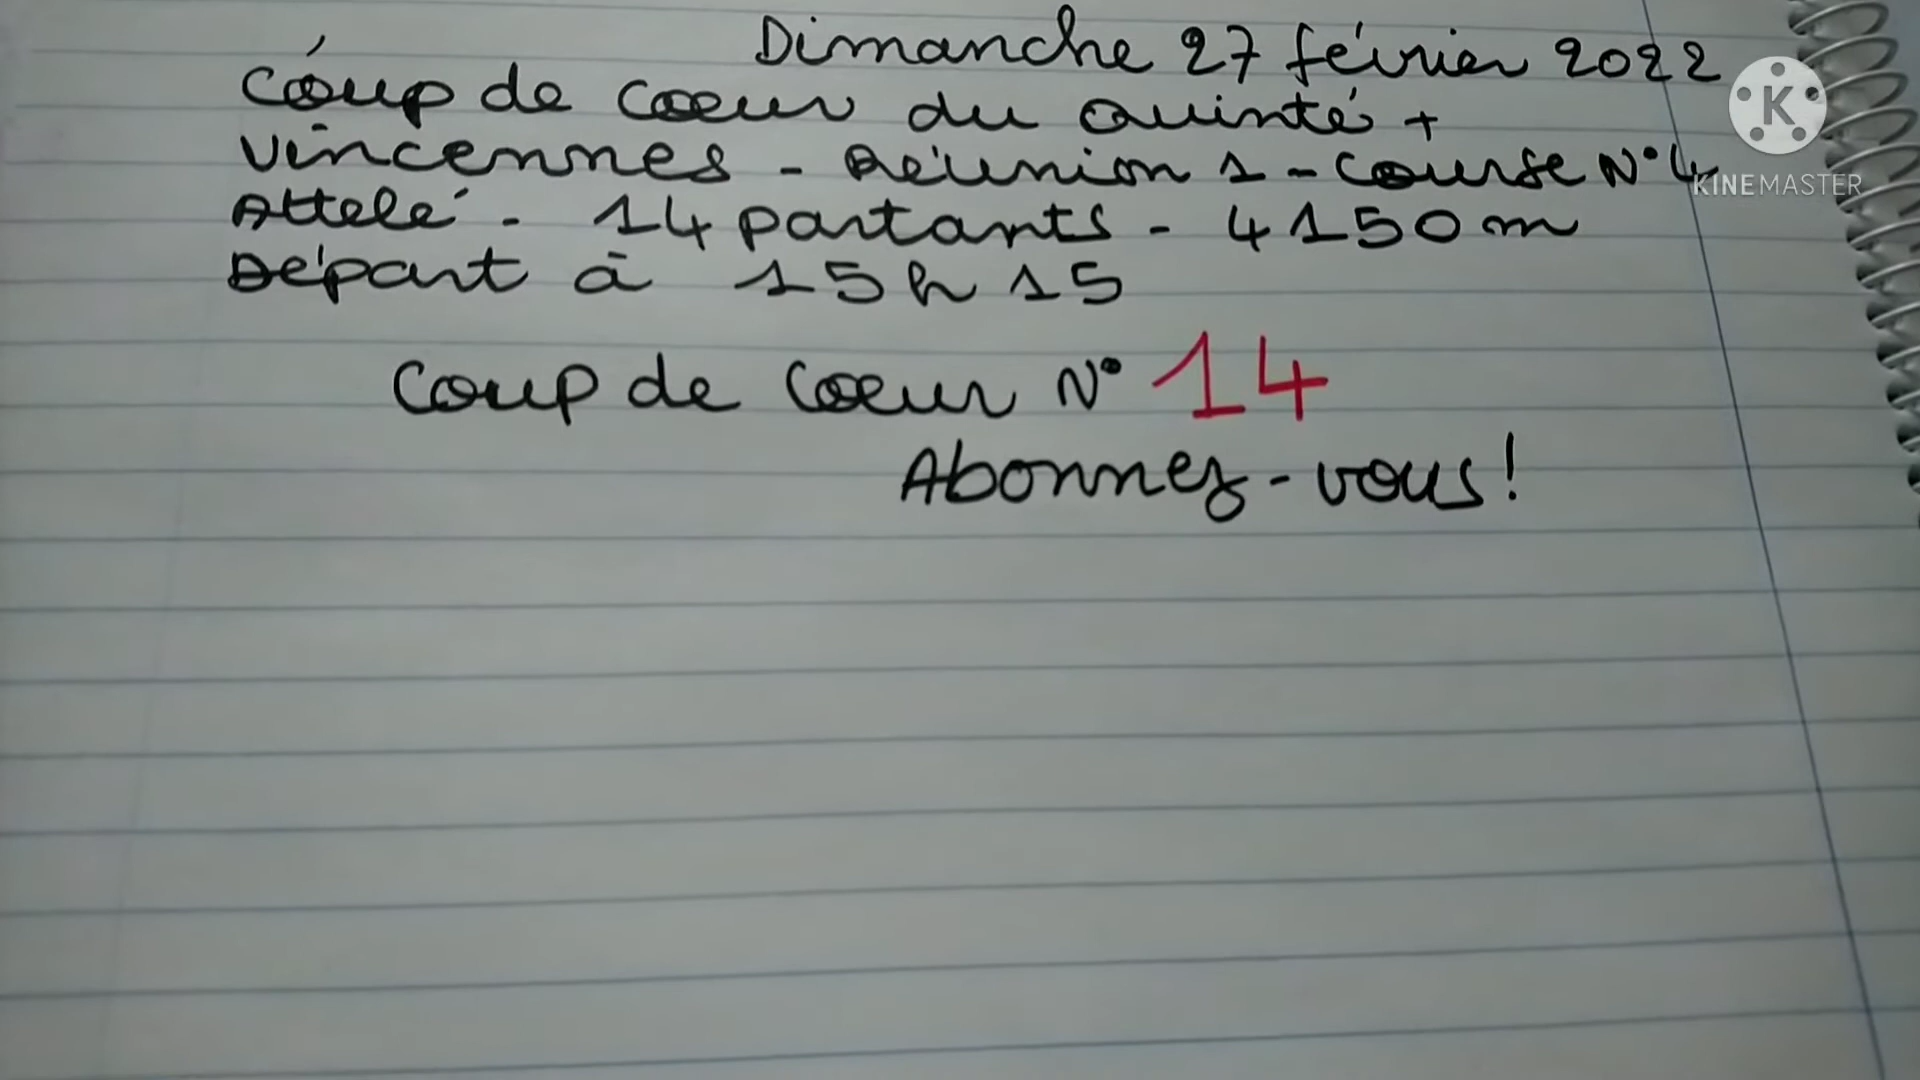 Dimanche 27 février 2022
Coup de coeur du Quinté +
Vincennes - Réunion 1 - Course N° 4
Attelé - 14 partants - 4150 m
Départ à 15h15
Coup de coeur N° 14
Abonnez-vous!
K
KINEMASTER